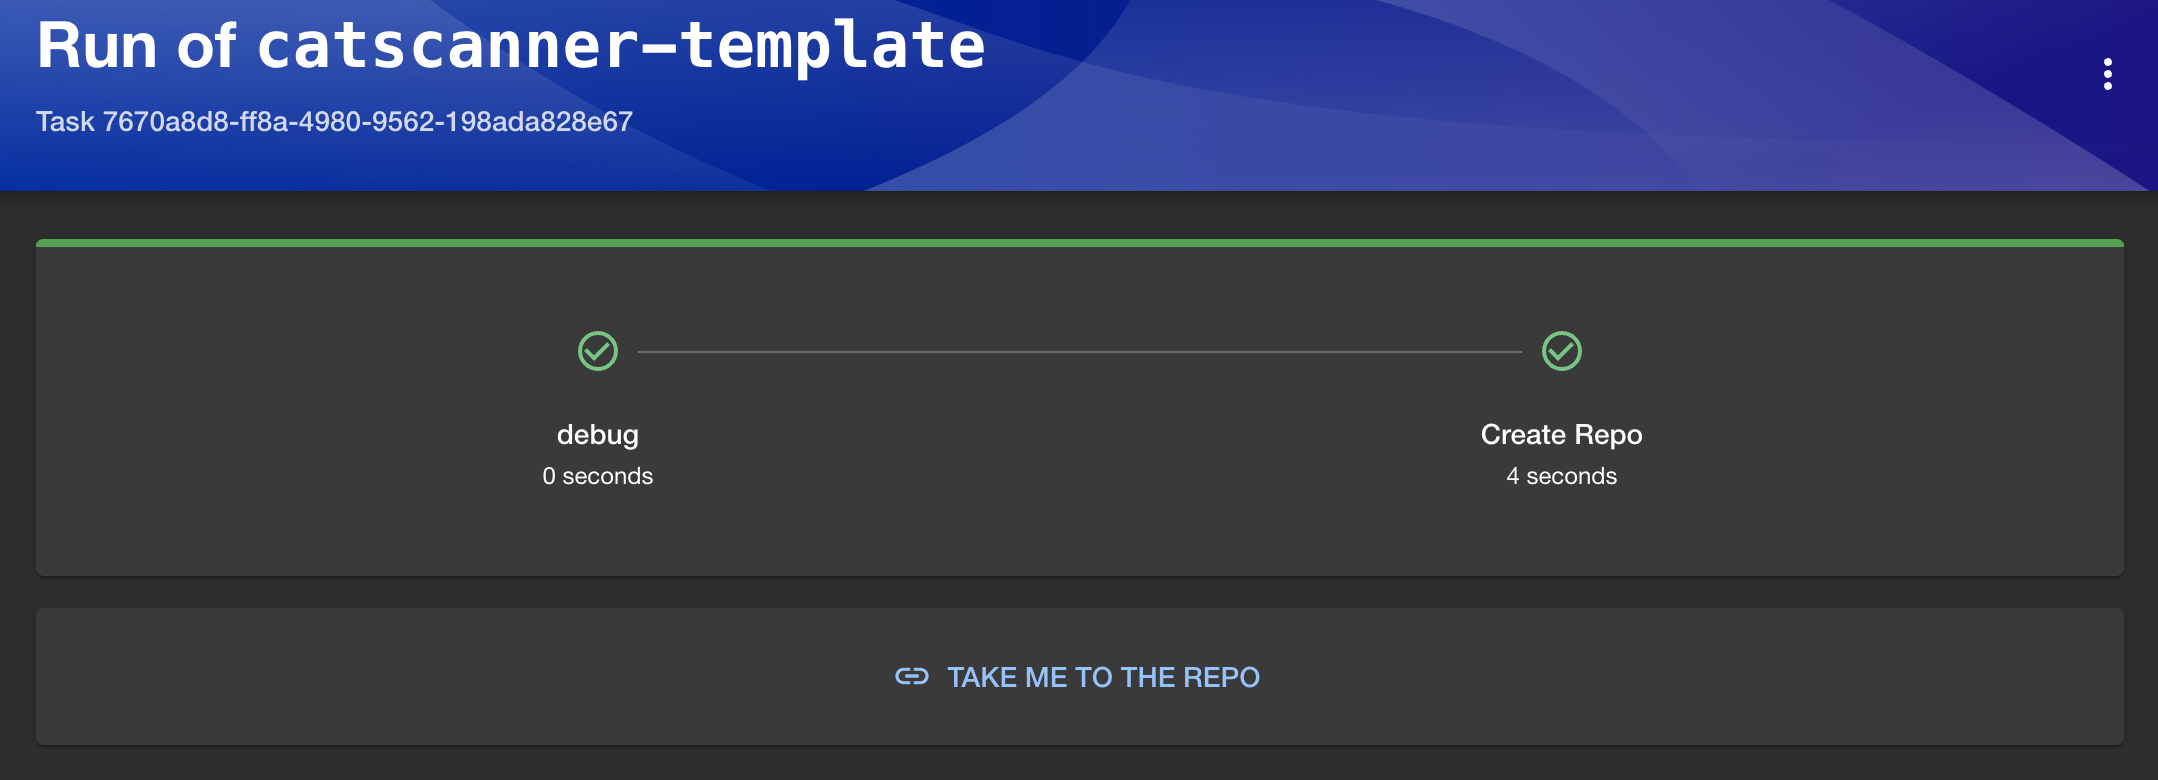 Run of catscanner-template
Task 7670a8d8-ff8a-4980-9562-198ada828e67
debug
0 seconds
Create Repo
4 seconds
TAKE ME TO THE REPO